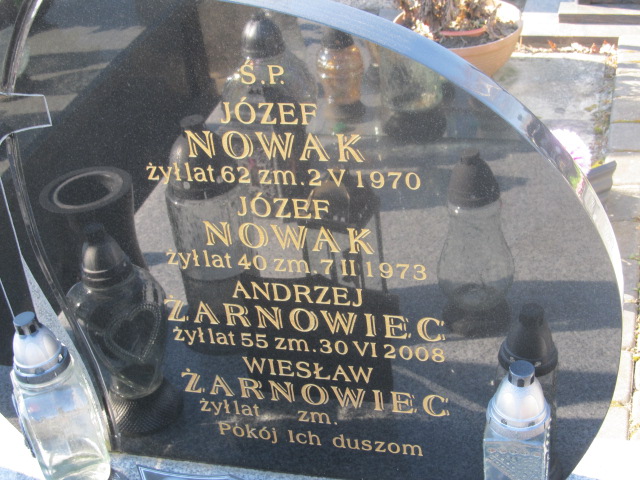 Ś.P.
JÓZEF
NOWAK
żył lat 62 zm. 2 V 1970
JÓZEF
NOWAK
żył lat 40 zm. 7 II 1973
ANDRZEJ
ŻARNOWIEC
żył lat 55 zm. 30 VI 2008
WIESŁAW
ŻARNOWIEC
żył lat zm.
Pokój Ich duszom